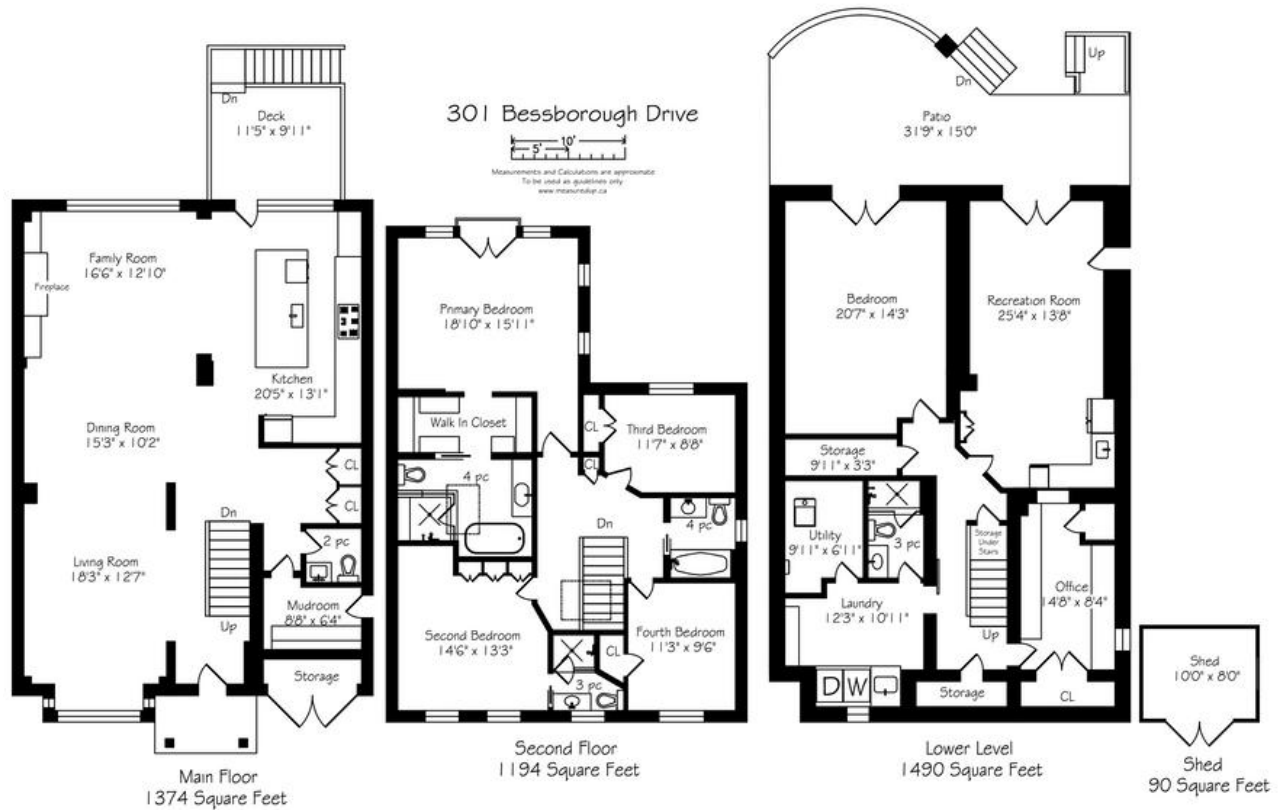 301 Bessborough Drive
5'
10'
Measurements and Calculations are approximate
To be used as guidelines only
www.measuredup.ca
Dn
Deck
11'5" x 9'11"
Family Room
16'6" x 12'10"
Fireplace
Kitchen
20'5" x 13'1"
Dining Room
15'3" x 10'2"
CL
CL
Dn
2 pc
Living Room
18'3" x 12'7"
Mudroom
8'8" x 6'4"
Up
Storage
Main Floor
1374 Square Feet
Primary Bedroom
18'10" x 15'11"
Walk In Closet
CL
Third Bedroom
11'7" x 8'8"
CL
4 pc
Dn
4 pc
Second Bedroom
14'6" x 13'3"
Fourth Bedroom
11'3" x 9'6"
CL
3 pc
Second Floor
1194 Square Feet
Up
Dn
Patio
31'9" x 15'0"
Bedroom
20'7" x 14'3"
Recreation Room
25'4" x 13'8"
Storage
9'11" x 3'3"
Utility
9'11" x 6'11"
3 pc
Storage
Under
Stairs
Office
14'8" x 8'4"
Laundry
12'3" x 10'11"
Up
D
W
Storage
CL
Lower Level
1490 Square Feet
Shed
10'0" x 8'0"
Shed
90 Square Feet